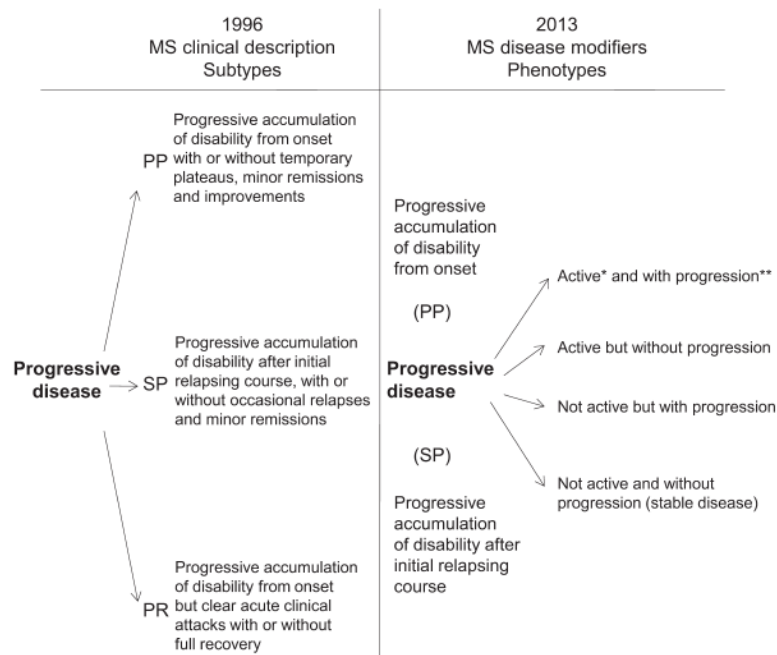 1996
MS clinical description
Subtypes
2013
MS disease modifiers
Phenotypes
Progressive accumulation
of disability from onset
with or without temporary
plateaus, minor remissions
and improvements
PP
Progressive
disease
Progressive accumulation
of disability after initial
relapsing course, with or
without occasional relapses
and minor remissions
SP
Progressive accumulation
of disability from onset
but clear acute clinical
attacks with or without
full recovery
PR
Progressive
accumulation
of disability
from onset
(PP)
Progressive
disease
(SP)
Progressive
accumulation
of disability after
initial relapsing
course
Active* and with progression**
Active but without progression
Not active but with progression
Not active and without
progression (stable disease)